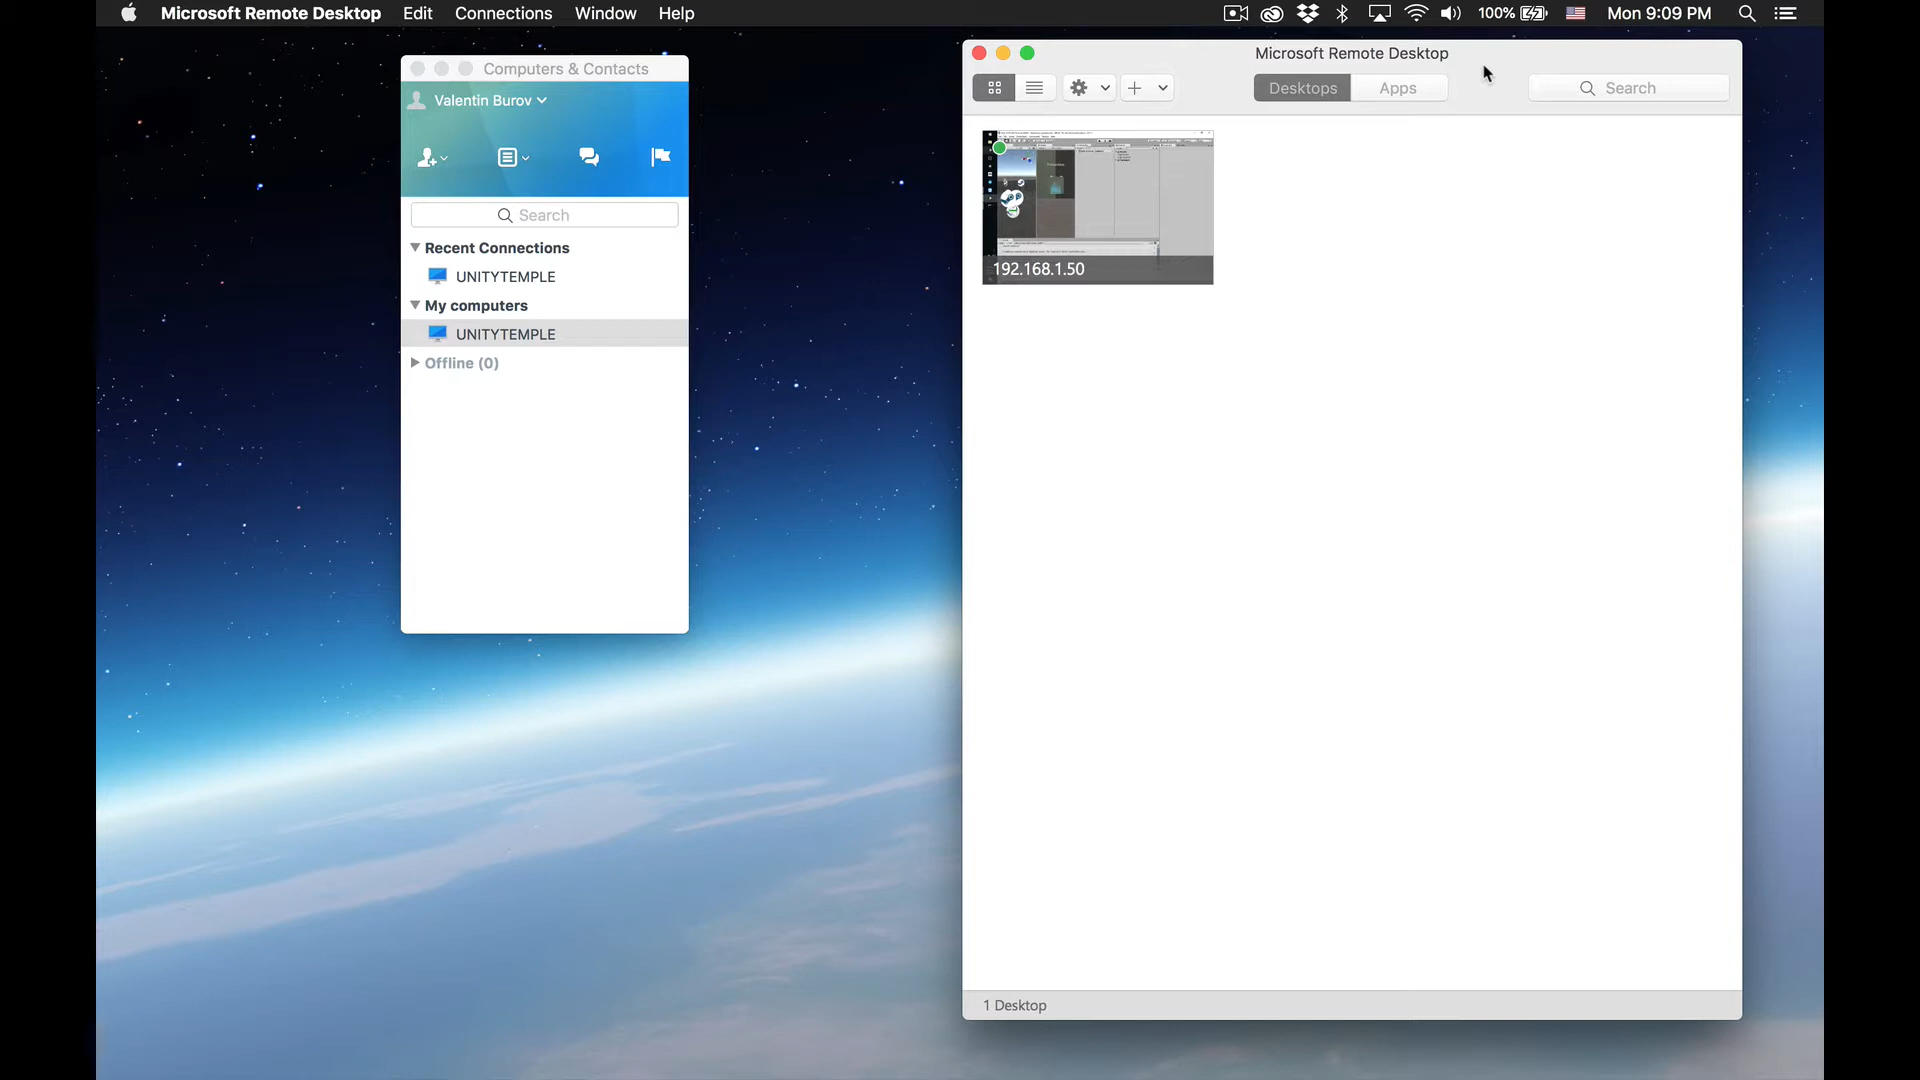 Microsoft Remote Desktop Edit Connections Window Help 100% Mon 9:09 PM
Computers & Contacts
Valentin Burov
Search
Recent Connections
UNITYTEMPLE
My computers
UNITYTEMPLE
Offline (0)
Microsoft Remote Desktop
Desktops Apps Search
192.168.1.50
1 Desktop